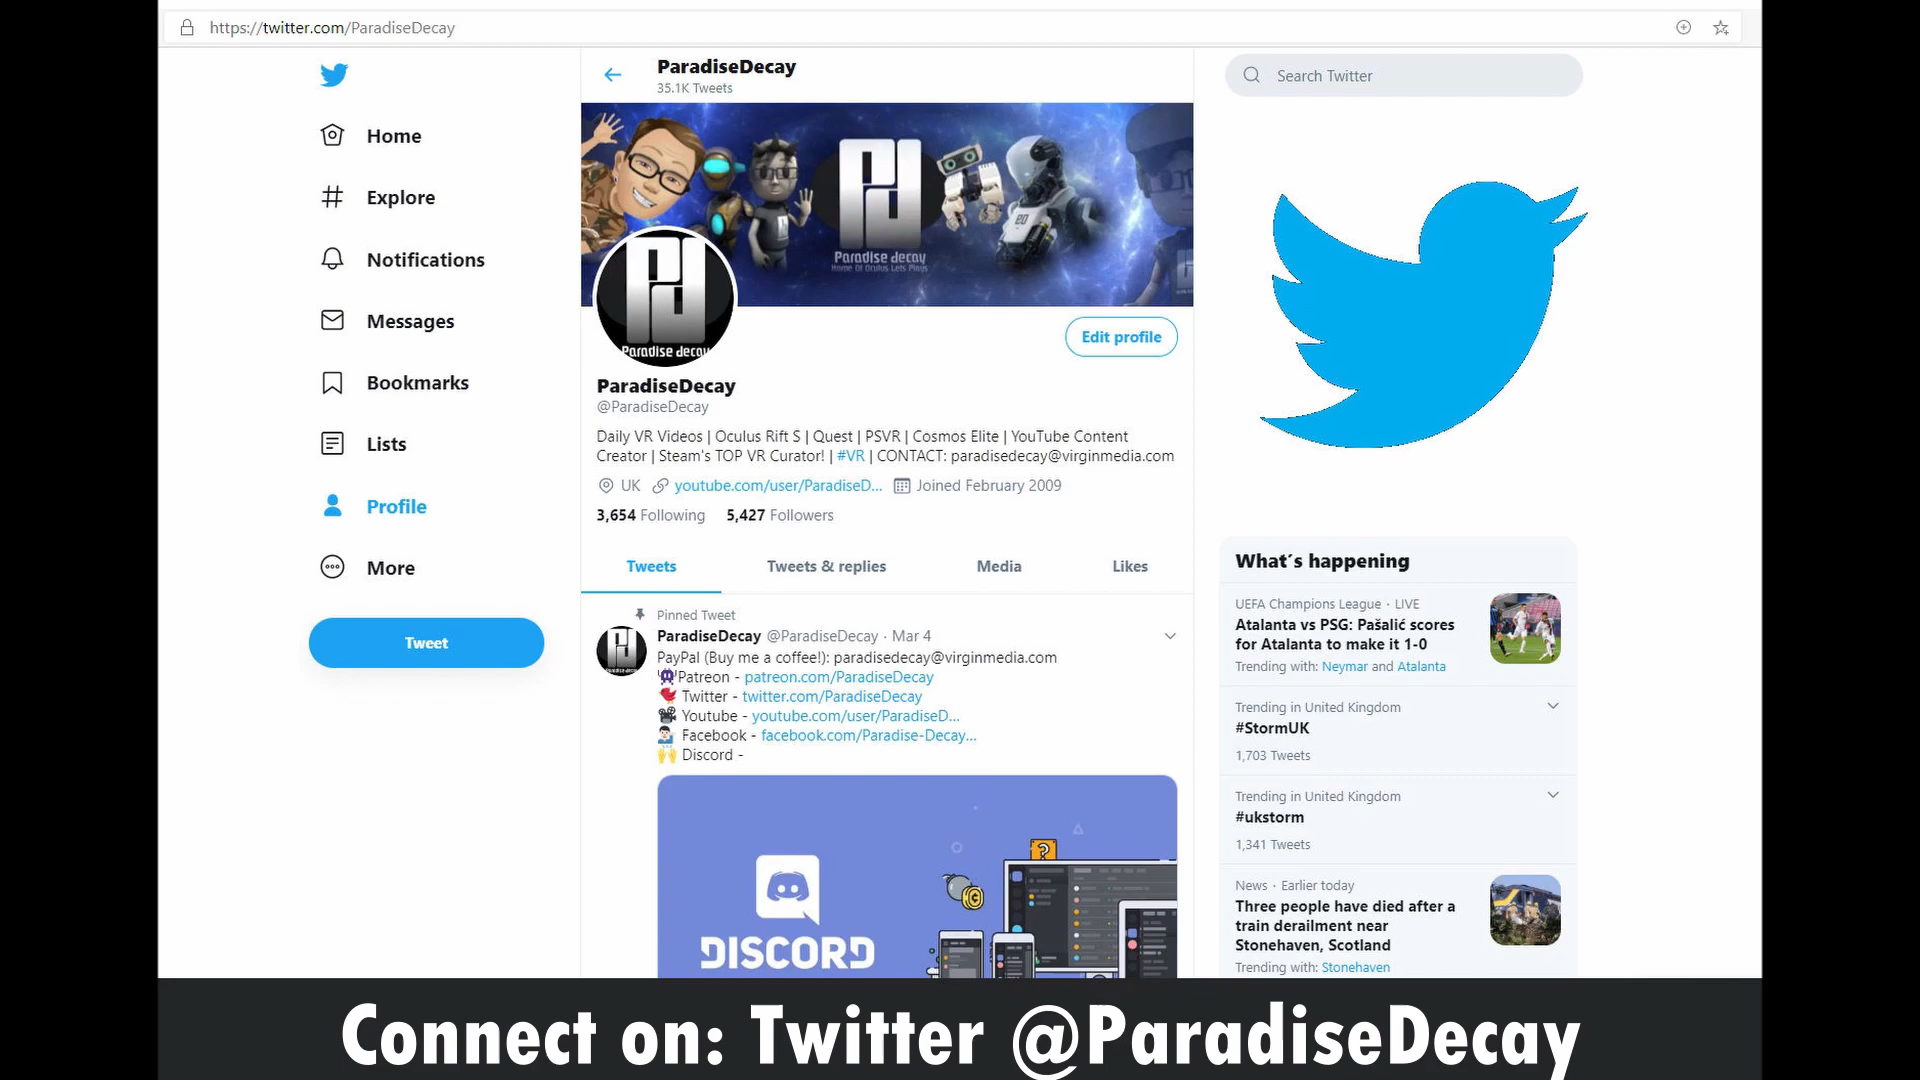 https://twitter.com/ParadiseDecay
ParadiseDecay
35.1K Tweets
Search Twitter
Home
Explore
Notifications
Messages
Bookmarks
Lists
Profile
More
Tweet
Paradise decay
Home Of Oculus Lets Plays
Paradise decay
Edit profile
ParadiseDecay
@ParadiseDecay
Daily VR Videos | Oculus Rift S | Quest | PSVR | Cosmos Elite | YouTube Content
Creator | Steam's TOP VR Curator! | #VR | CONTACT: paradisedecay@virginmedia.com
UK youtube.com/user/ParadiseD... Joined February 2009
3,654 Following 5,427 Followers
Tweets Tweets & replies Media Likes
Pinned Tweet
ParadiseDecay @ParadiseDecay · Mar 4
PayPal (Buy me a coffee!): paradisedecay@virginmedia.com
👾Patreon - patreon.com/ParadiseDecay
🐦 Twitter - twitter.com/ParadiseDecay
📽 Youtube - youtube.com/user/ParadiseD...
💁🏻‍♂️ Facebook - facebook.com/Paradise-Decay...
🙌 Discord -
DISCORD
What´s happening
UEFA Champions League · LIVE
Atalanta vs PSG: Pašalić scores
for Atalanta to make it 1-0
Trending with: Neymar and Atalanta
Trending in United Kingdom
#StormUK
1,703 Tweets
Trending in United Kingdom
#ukstorm
1,341 Tweets
News · Earlier today
Three people have died after a
train derailment near
Stonehaven, Scotland
Trending with: Stonehaven
Connect on: Twitter @ParadiseDecay